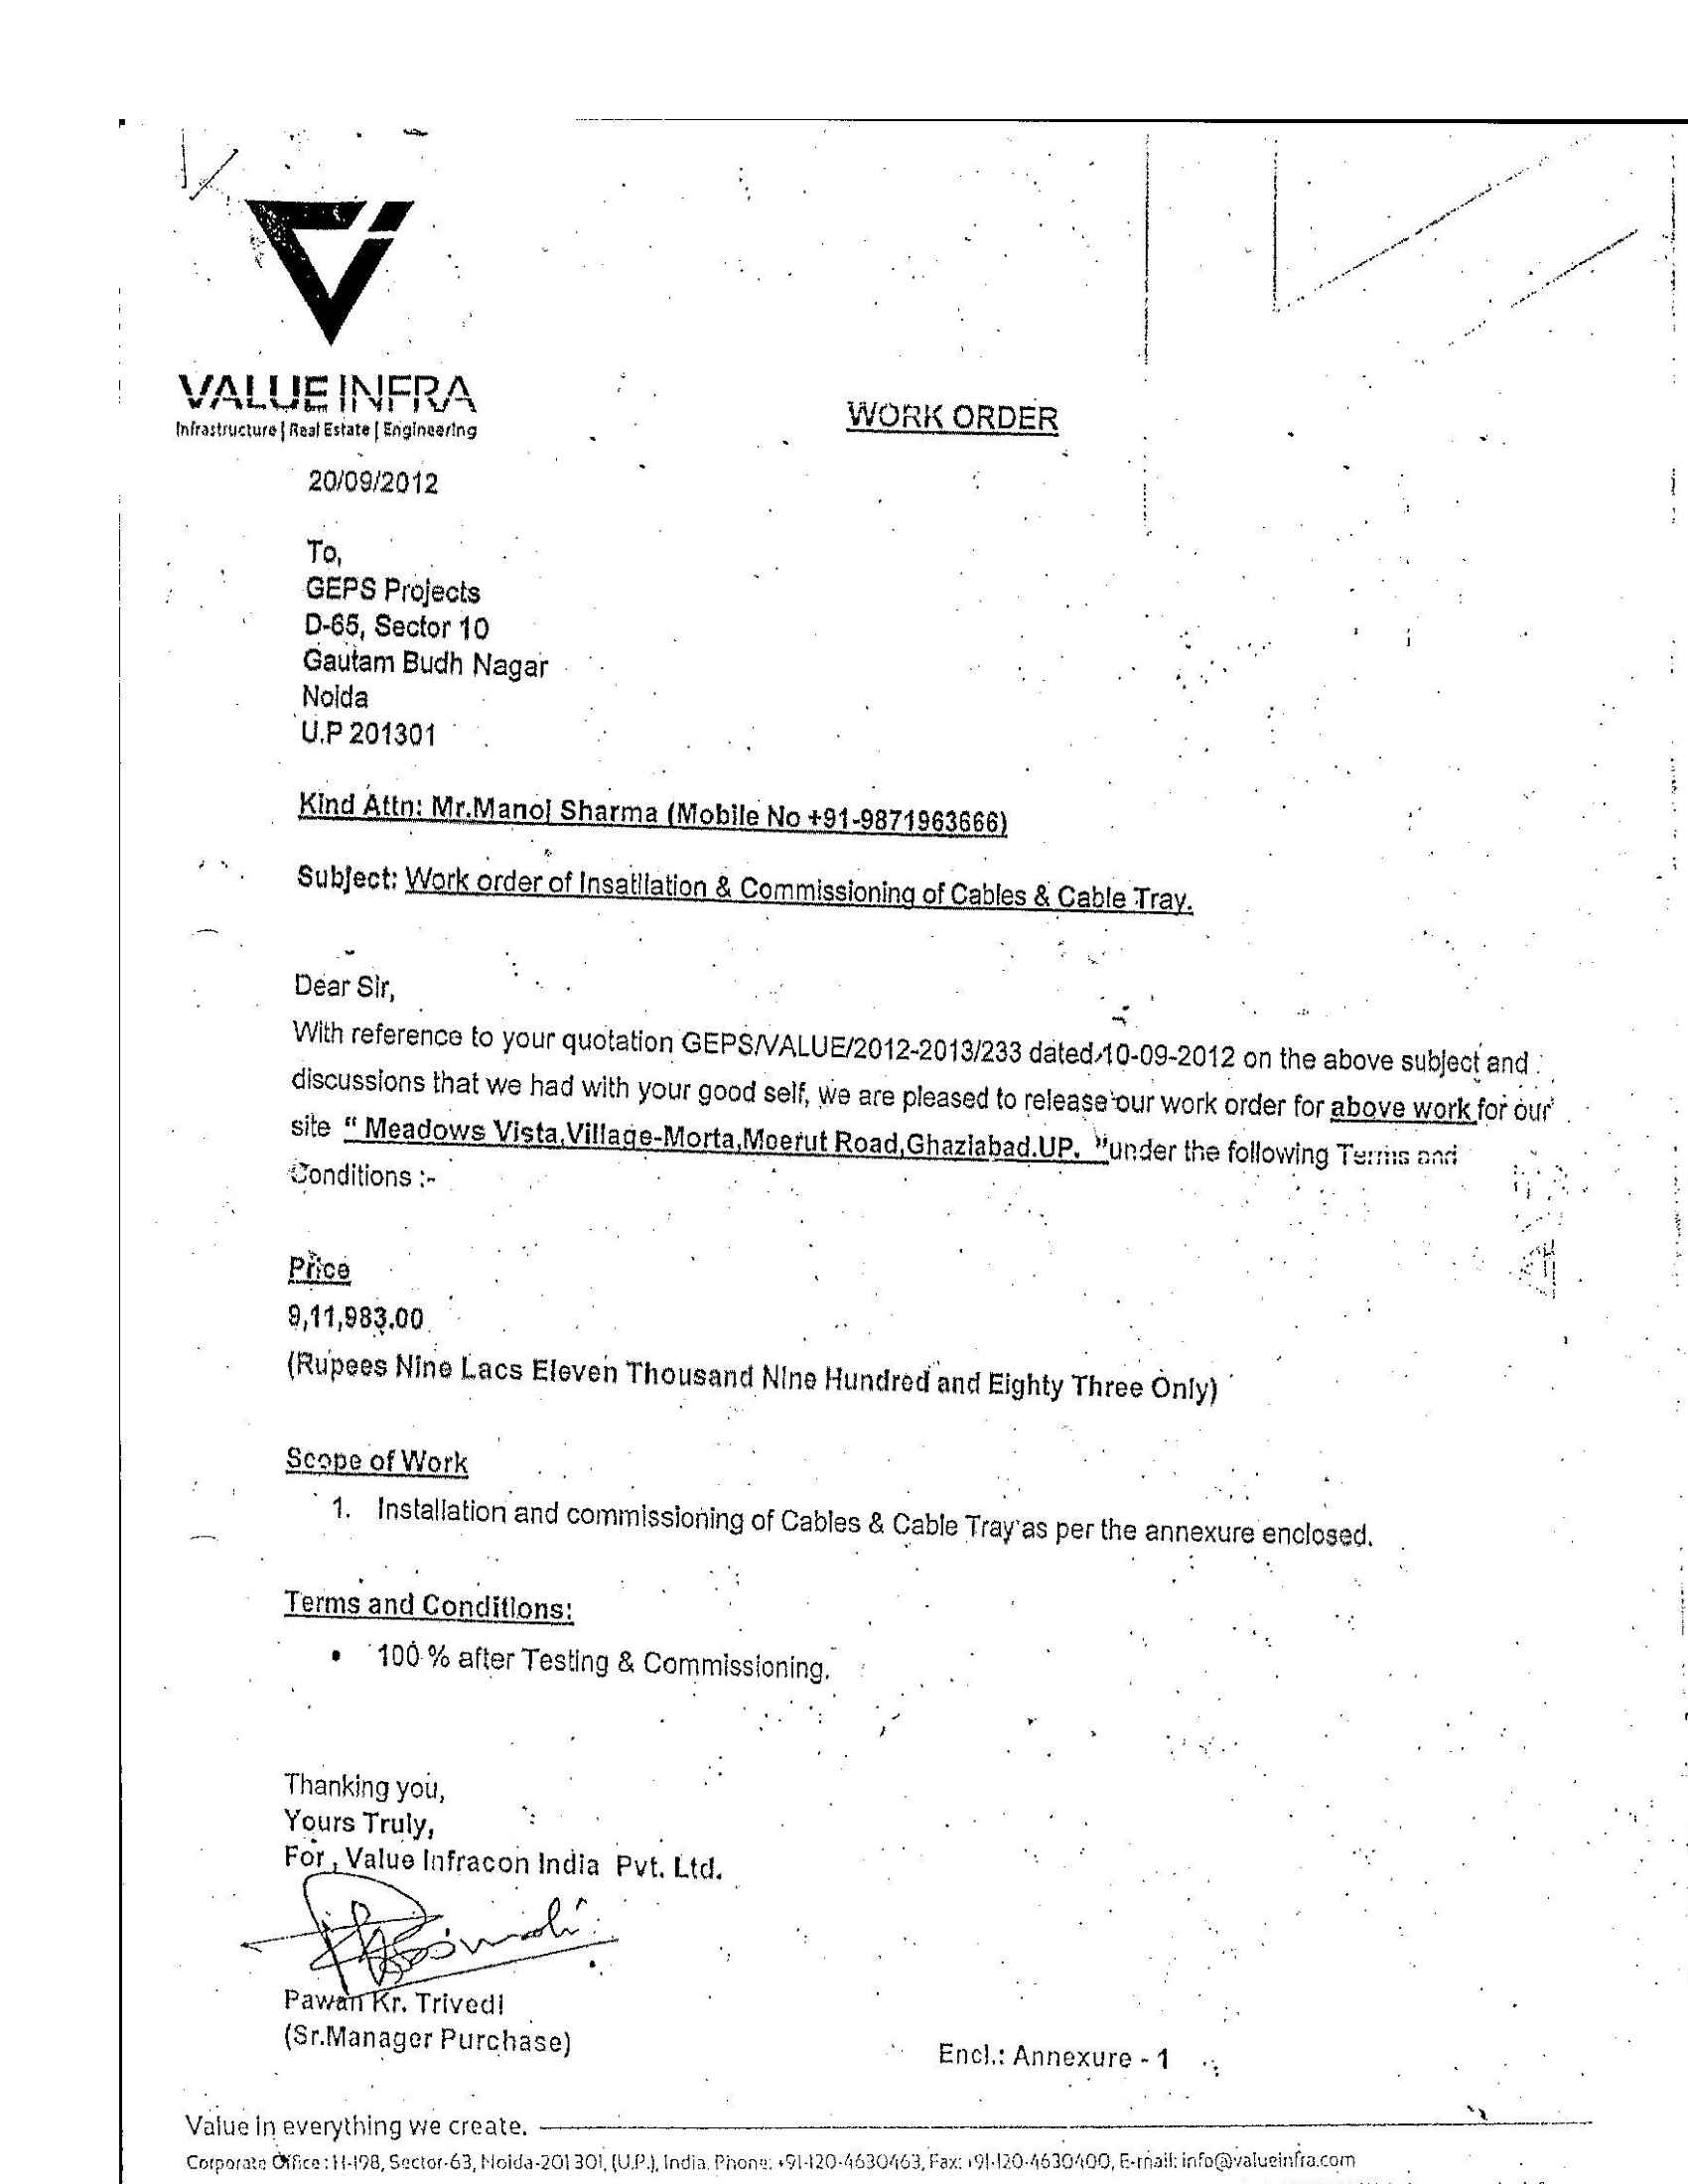 VALUE INFRA
Infrastructure | Real Estate | Engineering
WORK ORDER
20/09/2012
To,
GEPS Projects
D-65, Sector 10
Gautam Budh Nagar
Noida
U.P 201301
Kind Attn: Mr.Manoj Sharma (Mobile No +91-9871963666)
Subject: Work order of Insatllation & Commissioning of Cables & Cable Tray.
Dear Sir,
With reference to your quotation GEPS/VALUE/2012-2013/233 dated 10-09-2012 on the above subject and
discussions that we had with your good self, we are pleased to release our work order for above work for our
site " Meadows Vista,Village-Morta,Meerut Road,Ghaziabad.UP. "under the following Terms and
Conditions :-
Price
9,11,983.00
(Rupees Nine Lacs Eleven Thousand Nine Hundred and Eighty Three Only)
Scope of Work
1. Installation and commissioning of Cables & Cable Tray as per the annexure enclosed.
Terms and Conditions:
• 100 % after Testing & Commissioning.
Thanking you,
Yours Truly,
For, Value Infracon India Pvt. Ltd.
Pawan Kr. Trivedi
(Sr.Manager Purchase)
Encl.: Annexure - 1
Value in everything we create.
Corporate Office: H-198, Sector-63, Noida-201301, (U.P.), India. Phone: +91-120-4630463, Fax: +91-120-4630400, E-mail: info@valueinfra.com